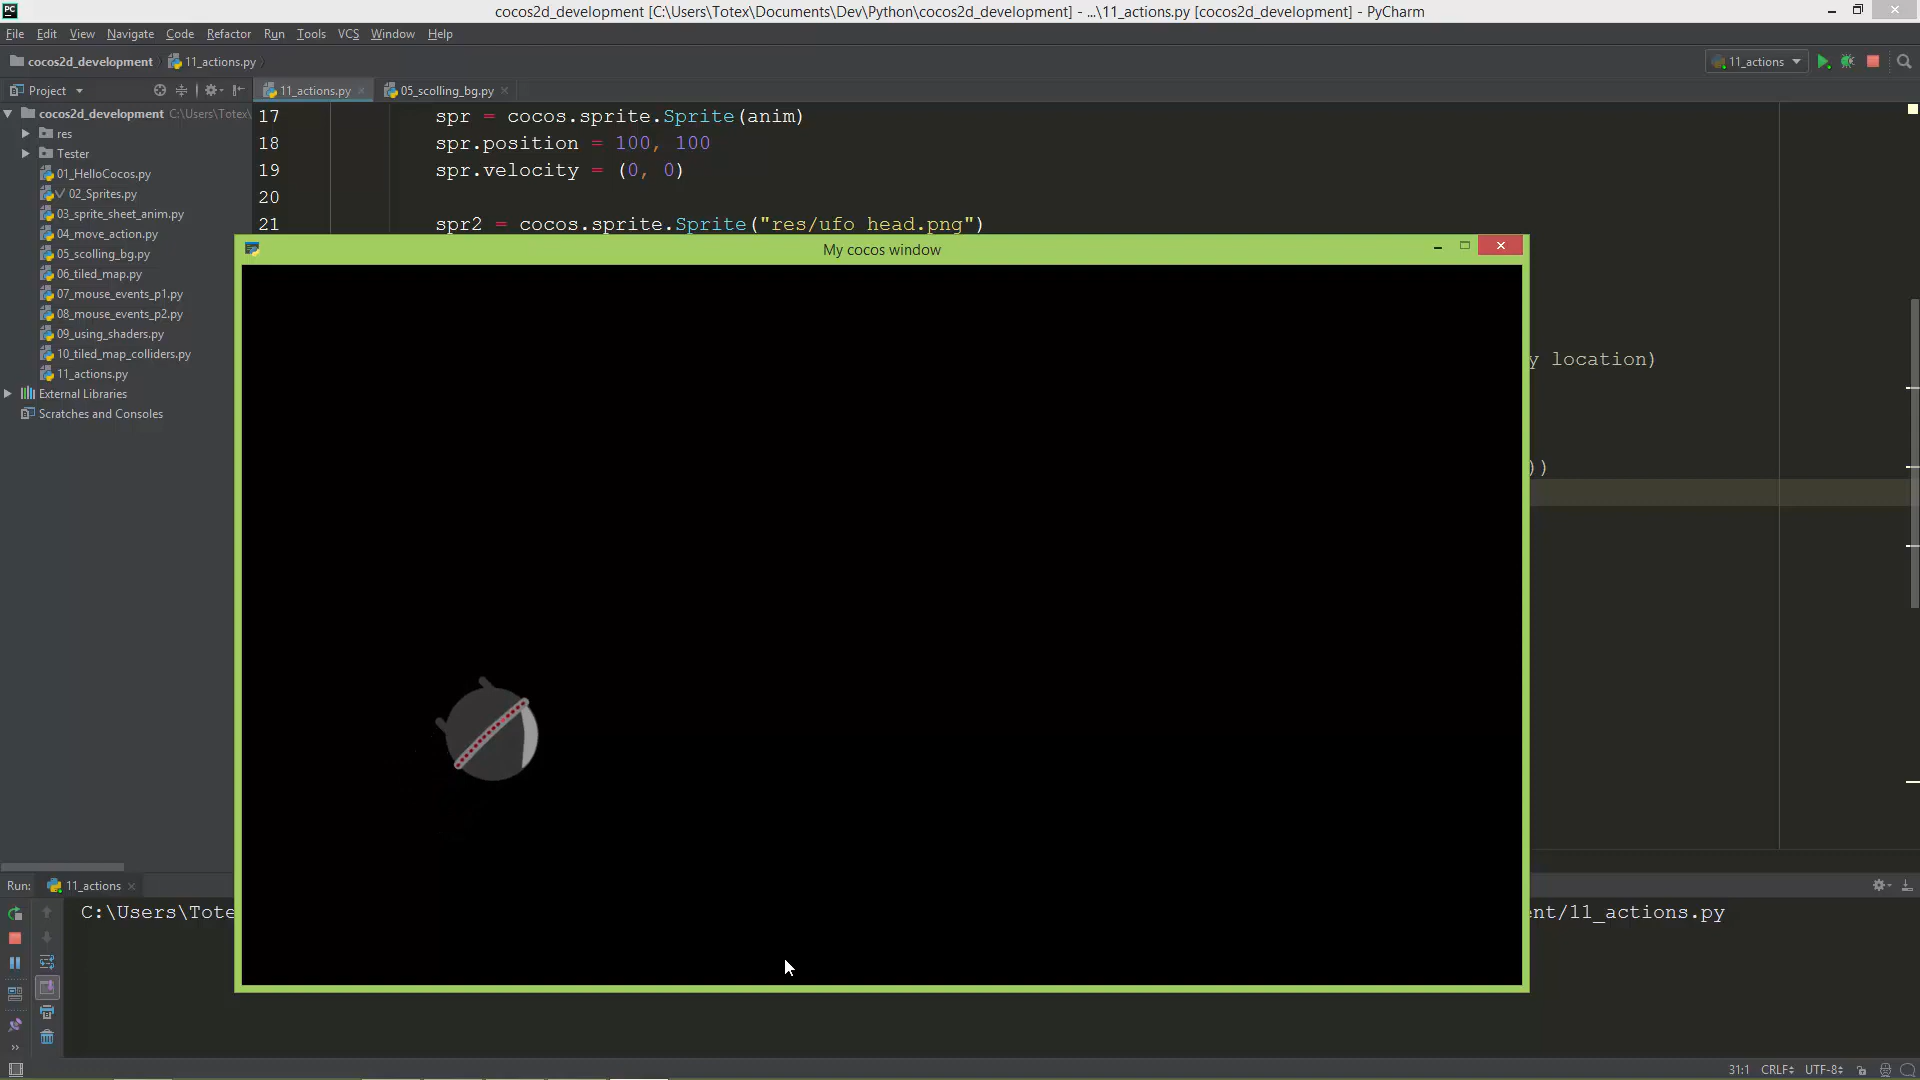 cocos2d_development [C:\Users\Totex\Documents\Dev\Python\cocos2d_development] - ...\11_actions.py [cocos2d_development] - PyCharm
File Edit View Navigate Code Refactor Run Tools VCS Window Help
cocos2d_development 11_actions.py 11_actions
Project 11_actions.py 05_scolling_bg.py
cocos2d_development C:\Users\Totex\
res
Tester
01_HelloCocos.py
02_Sprites.py
03_sprite_sheet_anim.py
04_move_action.py
05_scolling_bg.py
06_tiled_map.py
07_mouse_events_p1.py
08_mouse_events_p2.py
09_using_shaders.py
10_tiled_map_colliders.py
11_actions.py
External Libraries
Scratches and Consoles
17 spr = cocos.sprite.Sprite(anim)
18 spr.position = 100, 100
19 spr.velocity = (0, 0)
20
21 spr2 = cocos.sprite.Sprite("res/ufo_head.png")
My cocos window
y location)
))
Run: 11_actions
C:\Users\Tote
nt/11_actions.py
31:1 CRLF UTF-8